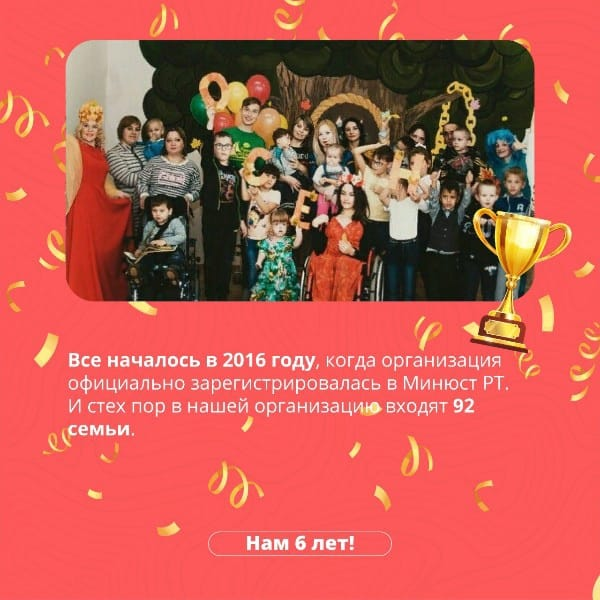 Все началось в 2016 году, когда организация
официально зарегистрировалась в Минюст РТ.
И стех пор в нашей организацию входят 92
семьи.
Нам 6 лет!